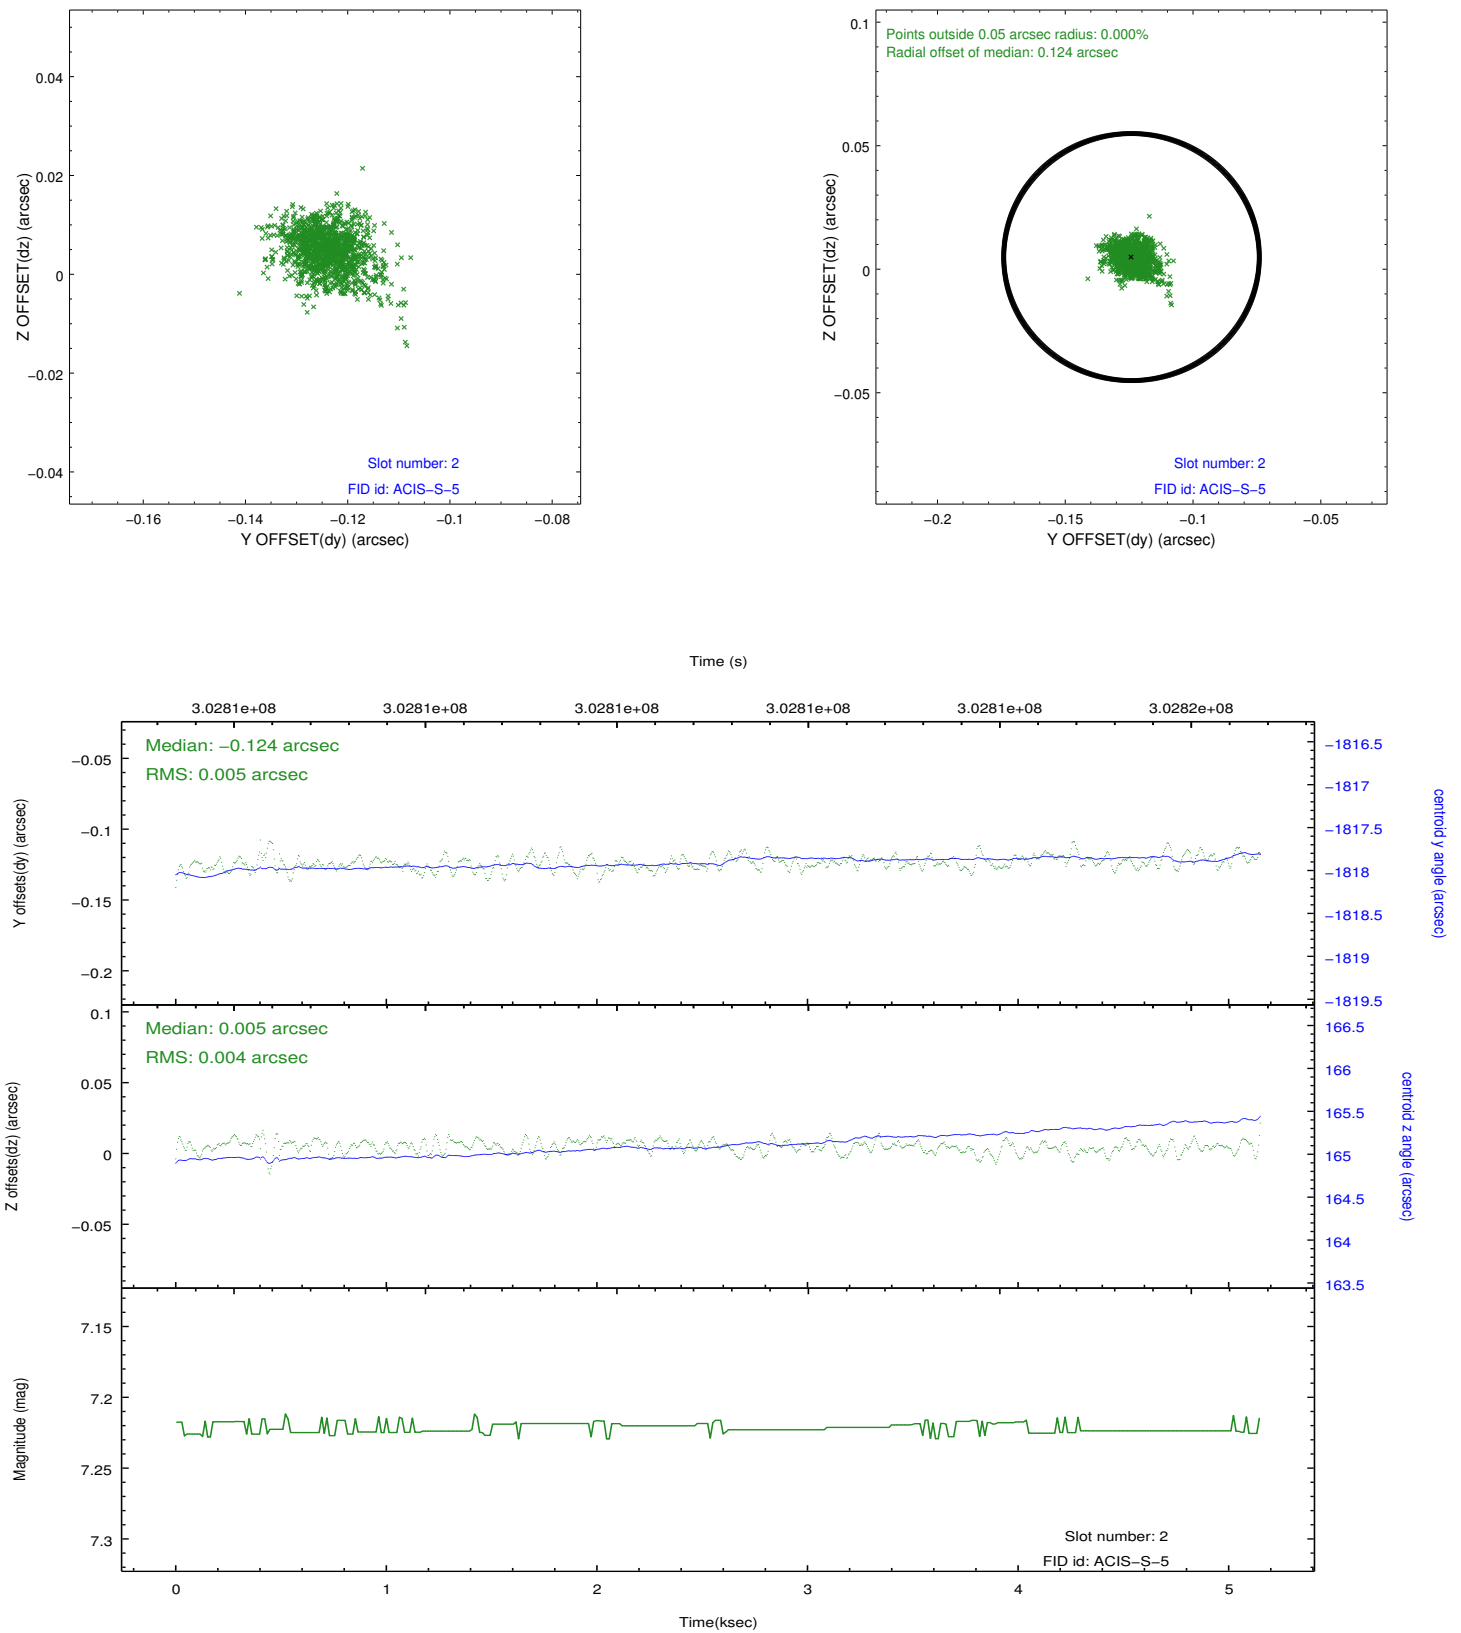 0.04
0.02
0
−0.02
−0.04
Z OFFSET(dz) (arcsec)
Slot number: 2
FID id: ACIS−S−5
−0.16 −0.14 −0.12 −0.1 −0.08
Y OFFSET(dy) (arcsec)
0.1
0.05
0
−0.05
Z OFFSET(dz) (arcsec)
Points outside 0.05 arcsec radius: 0.000%
Radial offset of median: 0.124 arcsec
Slot number: 2
FID id: ACIS−S−5
−0.2 −0.15 −0.1 −0.05
Y OFFSET(dy) (arcsec)
Time (s)
3.0281e+08 3.0281e+08 3.0281e+08 3.0281e+08 3.0281e+08 3.0282e+08
Median: −0.124 arcsec
RMS: 0.005 arcsec
−0.05
−0.1
−0.15
−0.2
Y offsets(dy) (arcsec)
−1816.5
−1817
−1817.5
−1818
−1818.5
−1819
−1819.5
centroid y angle (arcsec)
Median: 0.005 arcsec
RMS: 0.004 arcsec
0.1
0.05
0
−0.05
Z offsets(dz) (arcsec)
166.5
166
165.5
165
164.5
164
163.5
centroid z angle (arcsec)
7.15
7.2
7.25
7.3
Magnitude (mag)
Slot number: 2
FID id: ACIS−S−5
0 1 2 3 4 5
Time(ksec)